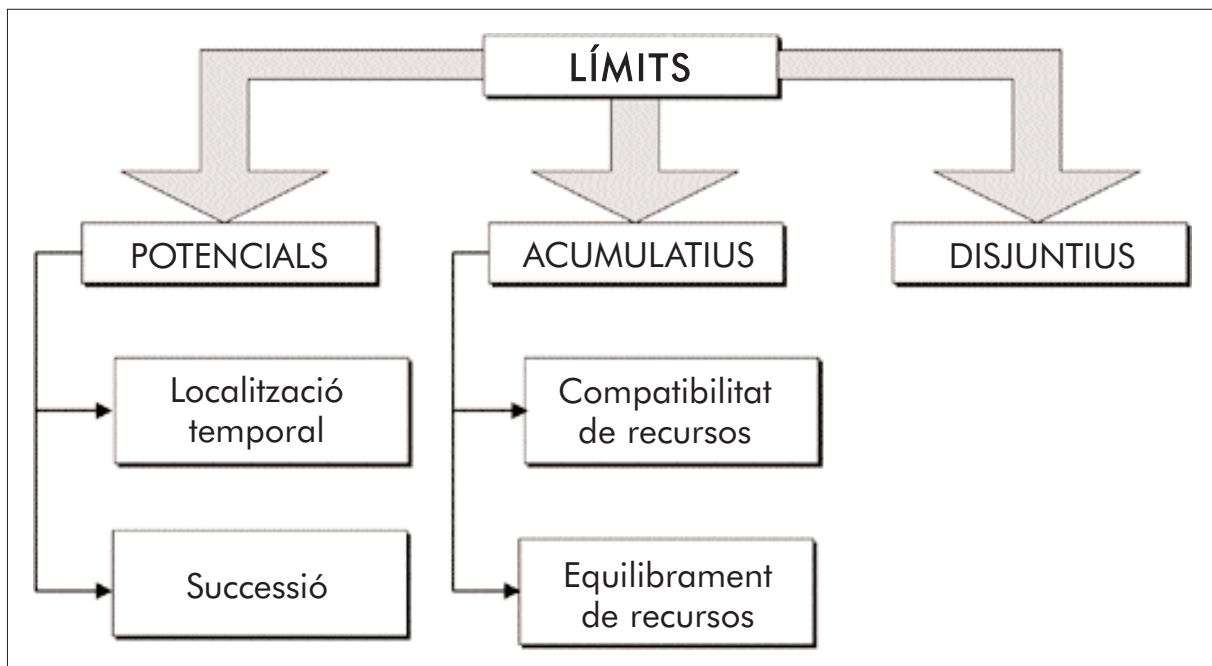 LÍMITS
POTENCIALS
ACUMULATIUS
DISJUNTIUS
Localització
temporal
Compatibilitat
de recursos
Successió
Equilibrament
de recursos